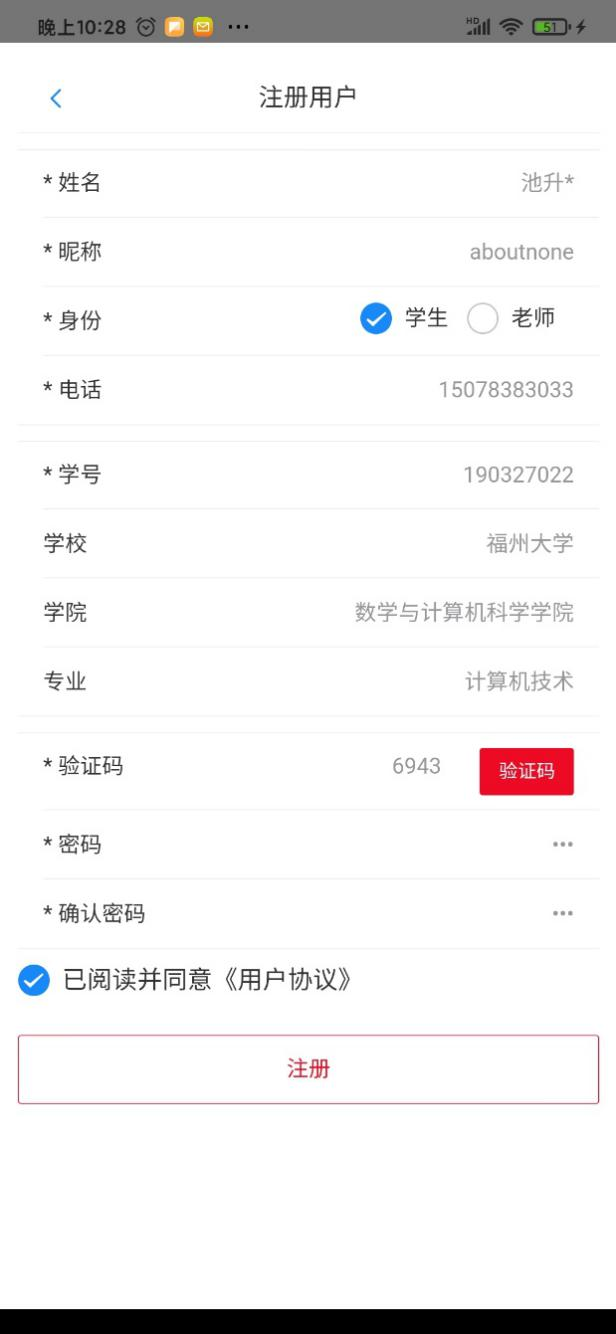 晚上10:28 HD 51
注册用户
* 姓名 池升*
* 昵称 aboutnone
* 身份 学生 老师
* 电话 15078383033
* 学号 190327022
学校 福州大学
学院 数学与计算机科学学院
专业 计算机技术
* 验证码 6943 验证码
* 密码 •••
* 确认密码 •••
已阅读并同意《用户协议》
注册